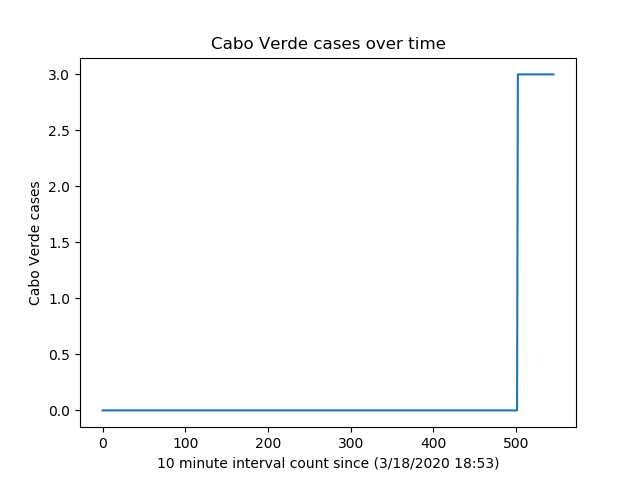 Cabo Verde cases over time
3.0
2.5
2.0
1.5
1.0
0.5
0.0
Cabo Verde cases
0 100 200 300 400 500
10 minute interval count since (3/18/2020 18:53)